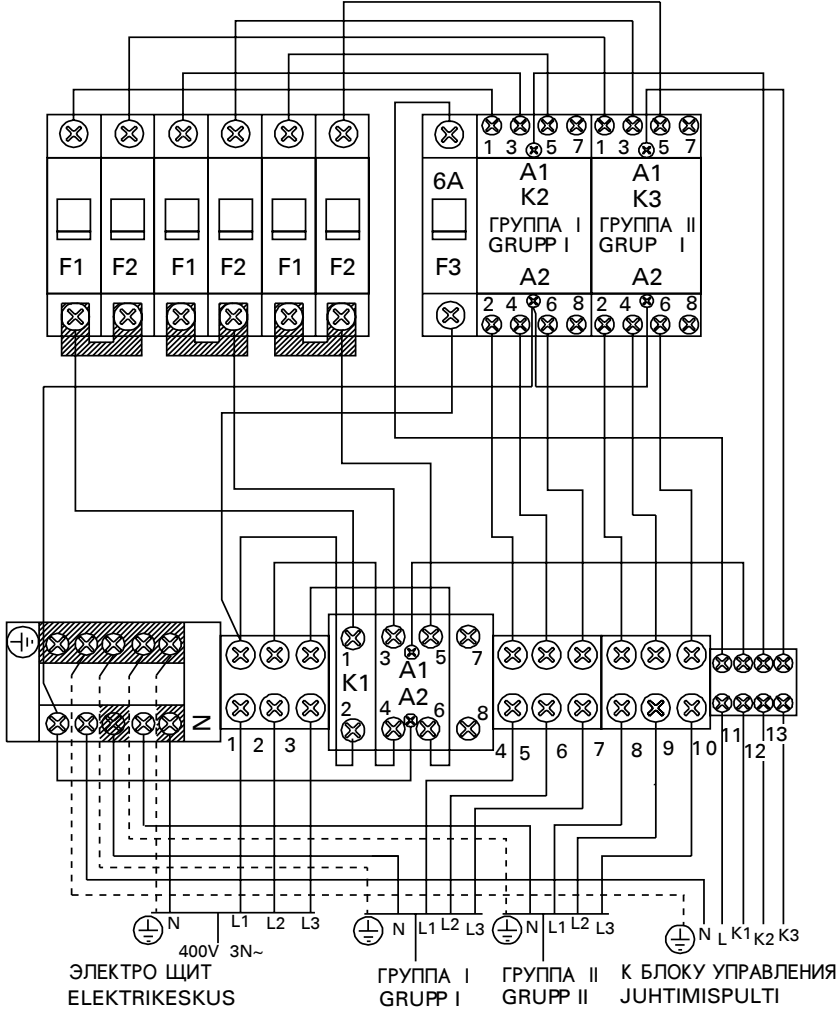 1 3 5 7 1 3 5 7
6A
A1
K2
ГРУППА I
GRUPP I
A2
A1
K3
ГРУППА II
GRUP I
A2
F1 F2 F1 F2 F1 F2 F3
2 4 6 8 2 4 6 8
1 3 5 7
K1
A1
A2
2 4 6 8
N
1 2 3 4 5 6 7 8 9 10 11 12 13
N L1 L2 L3
400V 3N~
N L1 L2 L3
N L1 L2 L3
N L K1 K2 K3
ЭЛЕКТРО ЩИТ
ELEKTRIKESKUS
ГРУППА I
GRUPP I
ГРУППА II
GRUPP II
К БЛОКУ УПРАВЛЕНИЯ
JUHTIMISPULTI